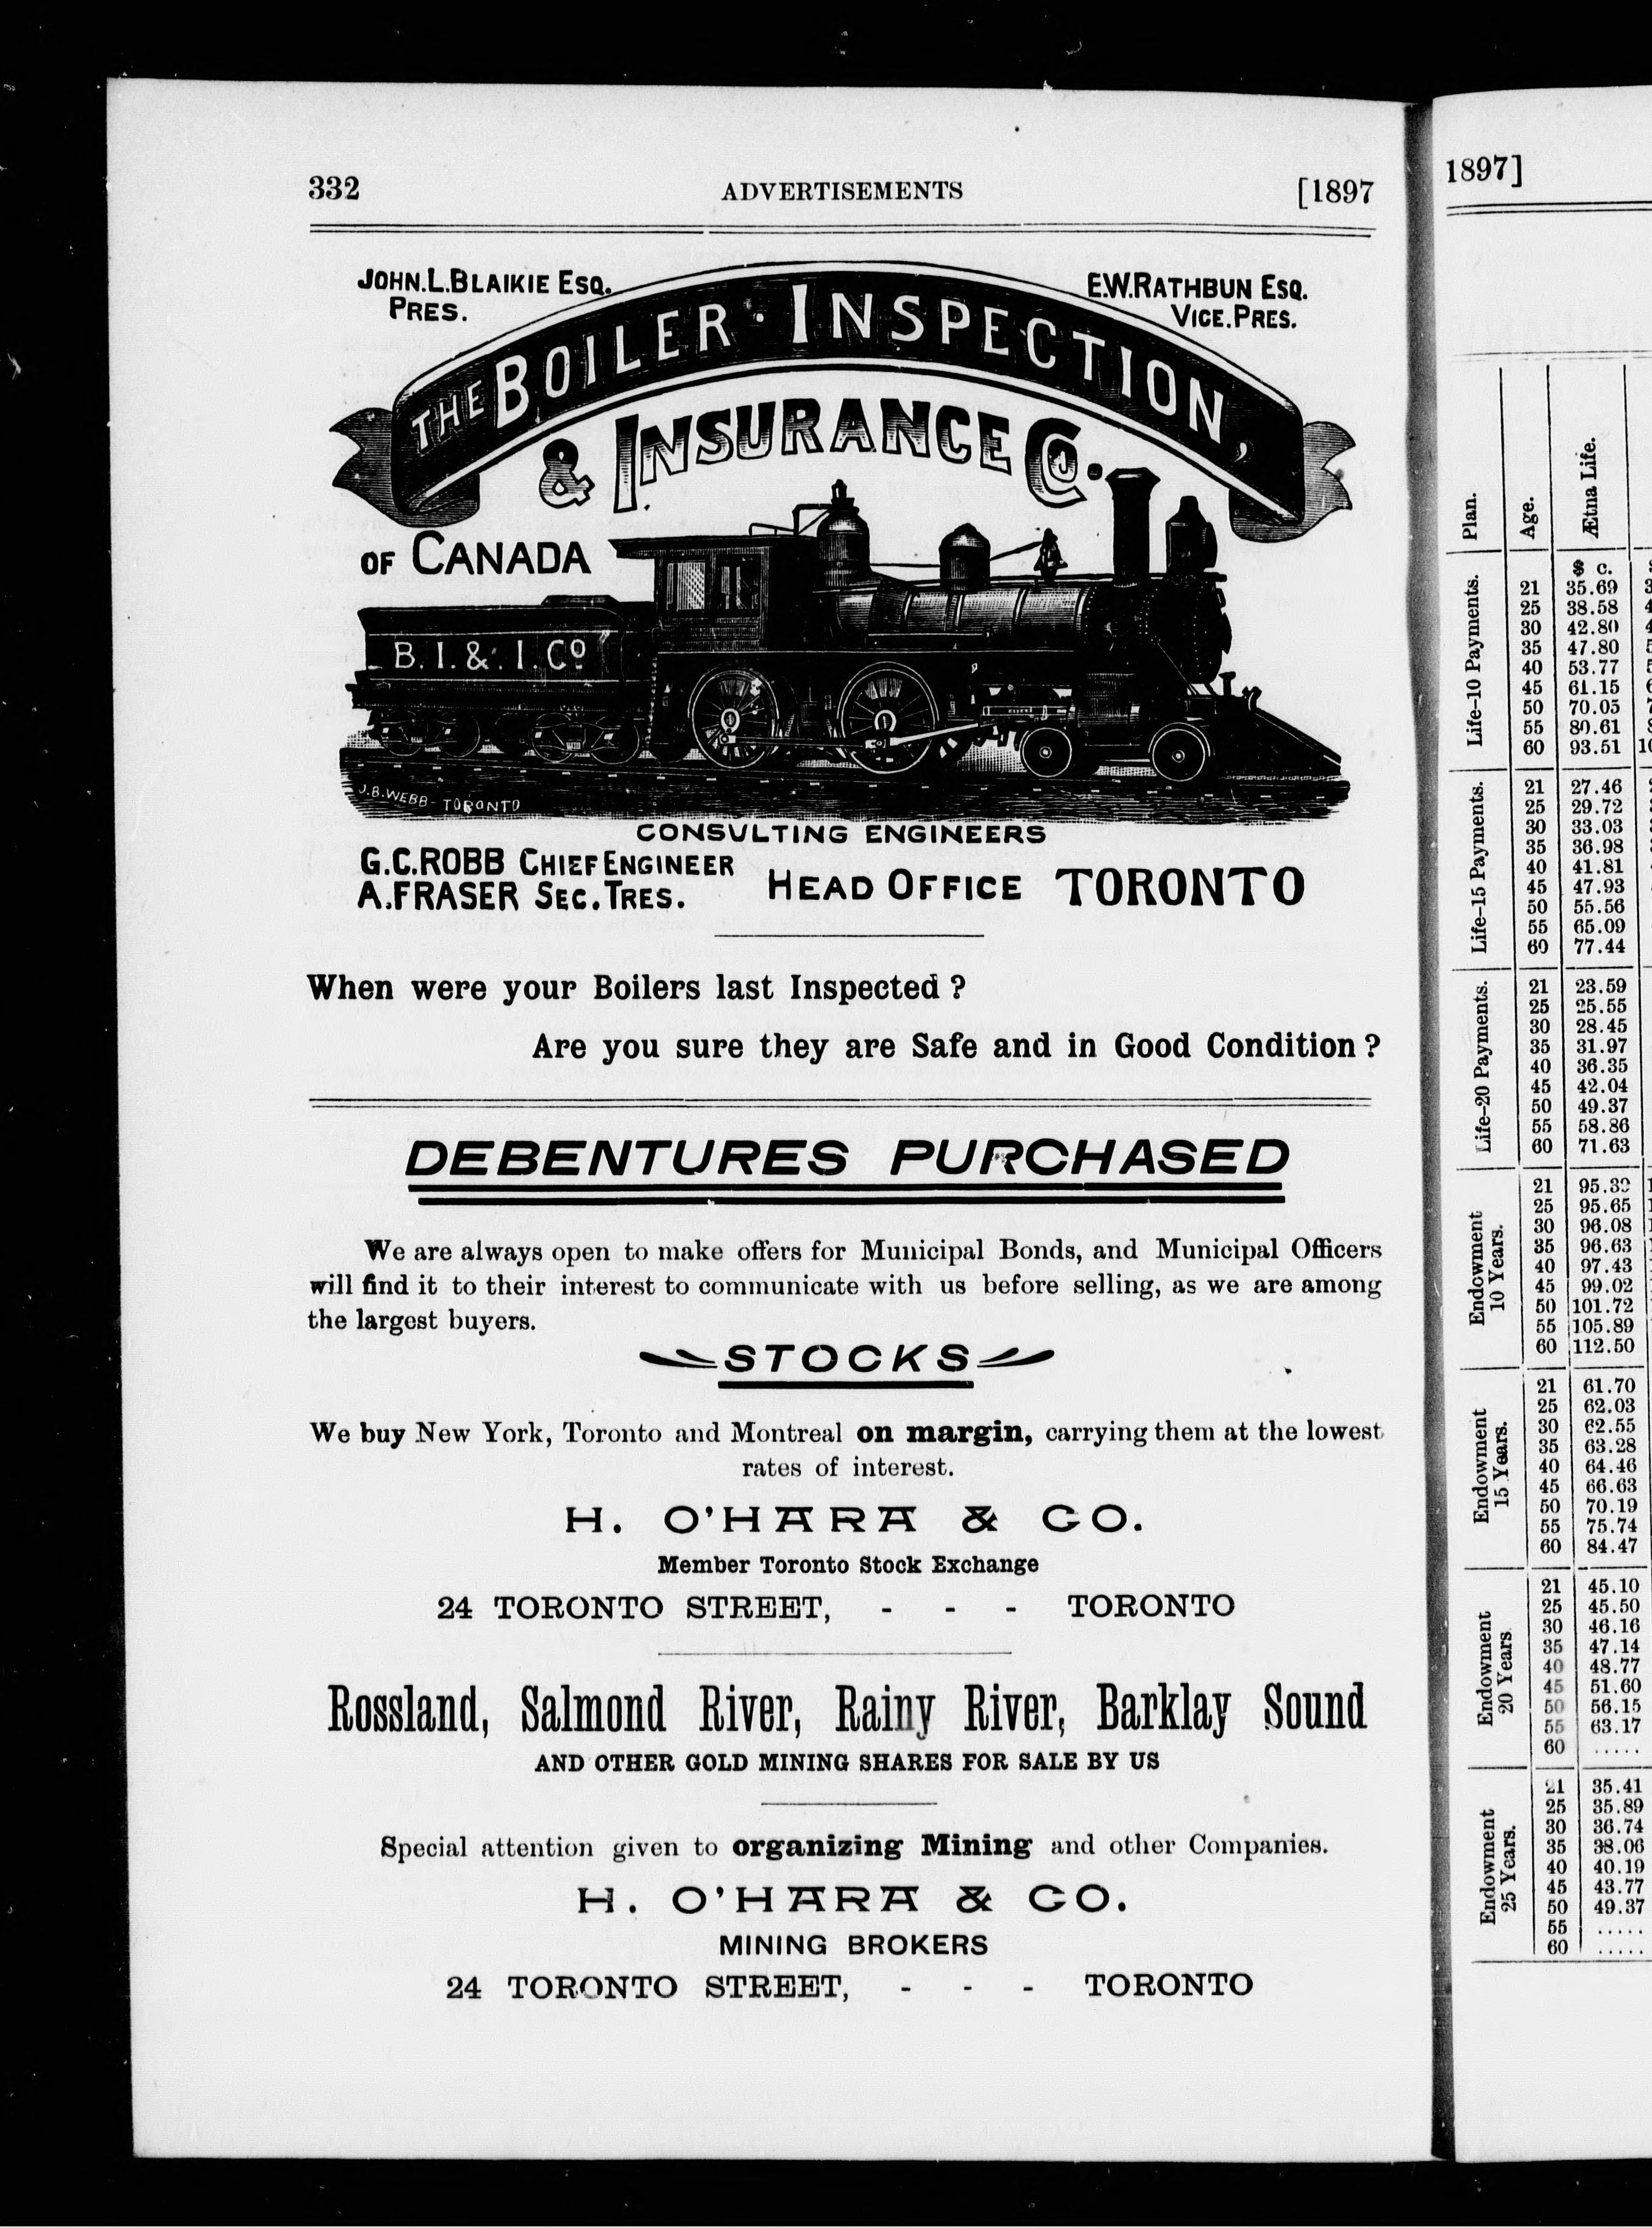 332 ADVERTISEMENTS [1897
JOHN.L.BLAIKIE ESQ.
PRES.
E.W.RATHBUN ESQ.
VICE.PRES.
THE BOILER · INSPECTION,
& INSURANCE CO.
OF CANADA
B. I. & I. CO
J.B.WEBB - TORONTO
CONSULTING ENGINEERS
G.C.ROBB CHIEF ENGINEER
A.FRASER SEC.TRES.
HEAD OFFICE TORONTO
When were your Boilers last Inspected ?
Are you sure they are Safe and in Good Condition ?
DEBENTURES PURCHASED
We are always open to make offers for Municipal Bonds, and Municipal Officers
will find it to their interest to communicate with us before selling, as we are among
the largest buyers.
STOCKS
We buy New York, Toronto and Montreal on margin, carrying them at the lowest
rates of interest.
H. O'HARA & CO.
Member Toronto Stock Exchange
24 TORONTO STREET, - - - TORONTO
Rossland, Salmond River, Rainy River, Barklay Sound
AND OTHER GOLD MINING SHARES FOR SALE BY US
Special attention given to organizing Mining and other Companies.
H. O'HARA & CO.
MINING BROKERS
24 TORONTO STREET, - - - TORONTO
1897]
Plan. Age. Ætna Life.
$ c.
Life-10 Payments.
21 35.69
25 38.58
30 42.80
35 47.80
40 53.77
45 61.15
50 70.05
55 80.61
60 93.51
Life-15 Payments.
21 27.46
25 29.72
30 33.03
35 36.98
40 41.81
45 47.93
50 55.56
55 65.09
60 77.44
Life-20 Payments.
21 23.59
25 25.55
30 28.45
35 31.97
40 36.35
45 42.04
50 49.37
55 58.86
60 71.63
Endowment
10 Years.
21 95.39
25 95.65
30 96.08
35 96.63
40 97.43
45 99.02
50 101.72
55 105.89
60 112.50
Endowment
15 Years.
21 61.70
25 62.03
30 62.55
35 63.28
40 64.46
45 66.63
50 70.19
55 75.74
60 84.47
Endowment
20 Years
21 45.10
25 45.50
30 46.16
35 47.14
40 48.77
45 51.60
50 56.15
55 63.17
60 .....
Endowment
25 Years.
21 35.41
25 35.89
30 36.74
35 38.06
40 40.19
45 43.77
50 49.37
55 .....
60 .....